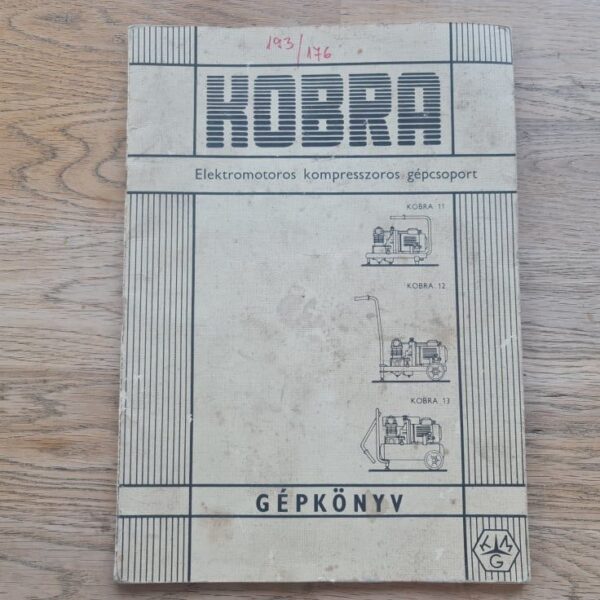 193/176
KOBRA
Elektromotoros kompresszoros gépcsoport
KOBRA 11
KOBRA 12
KOBRA 13
GÉPKÖNYV
K M
G